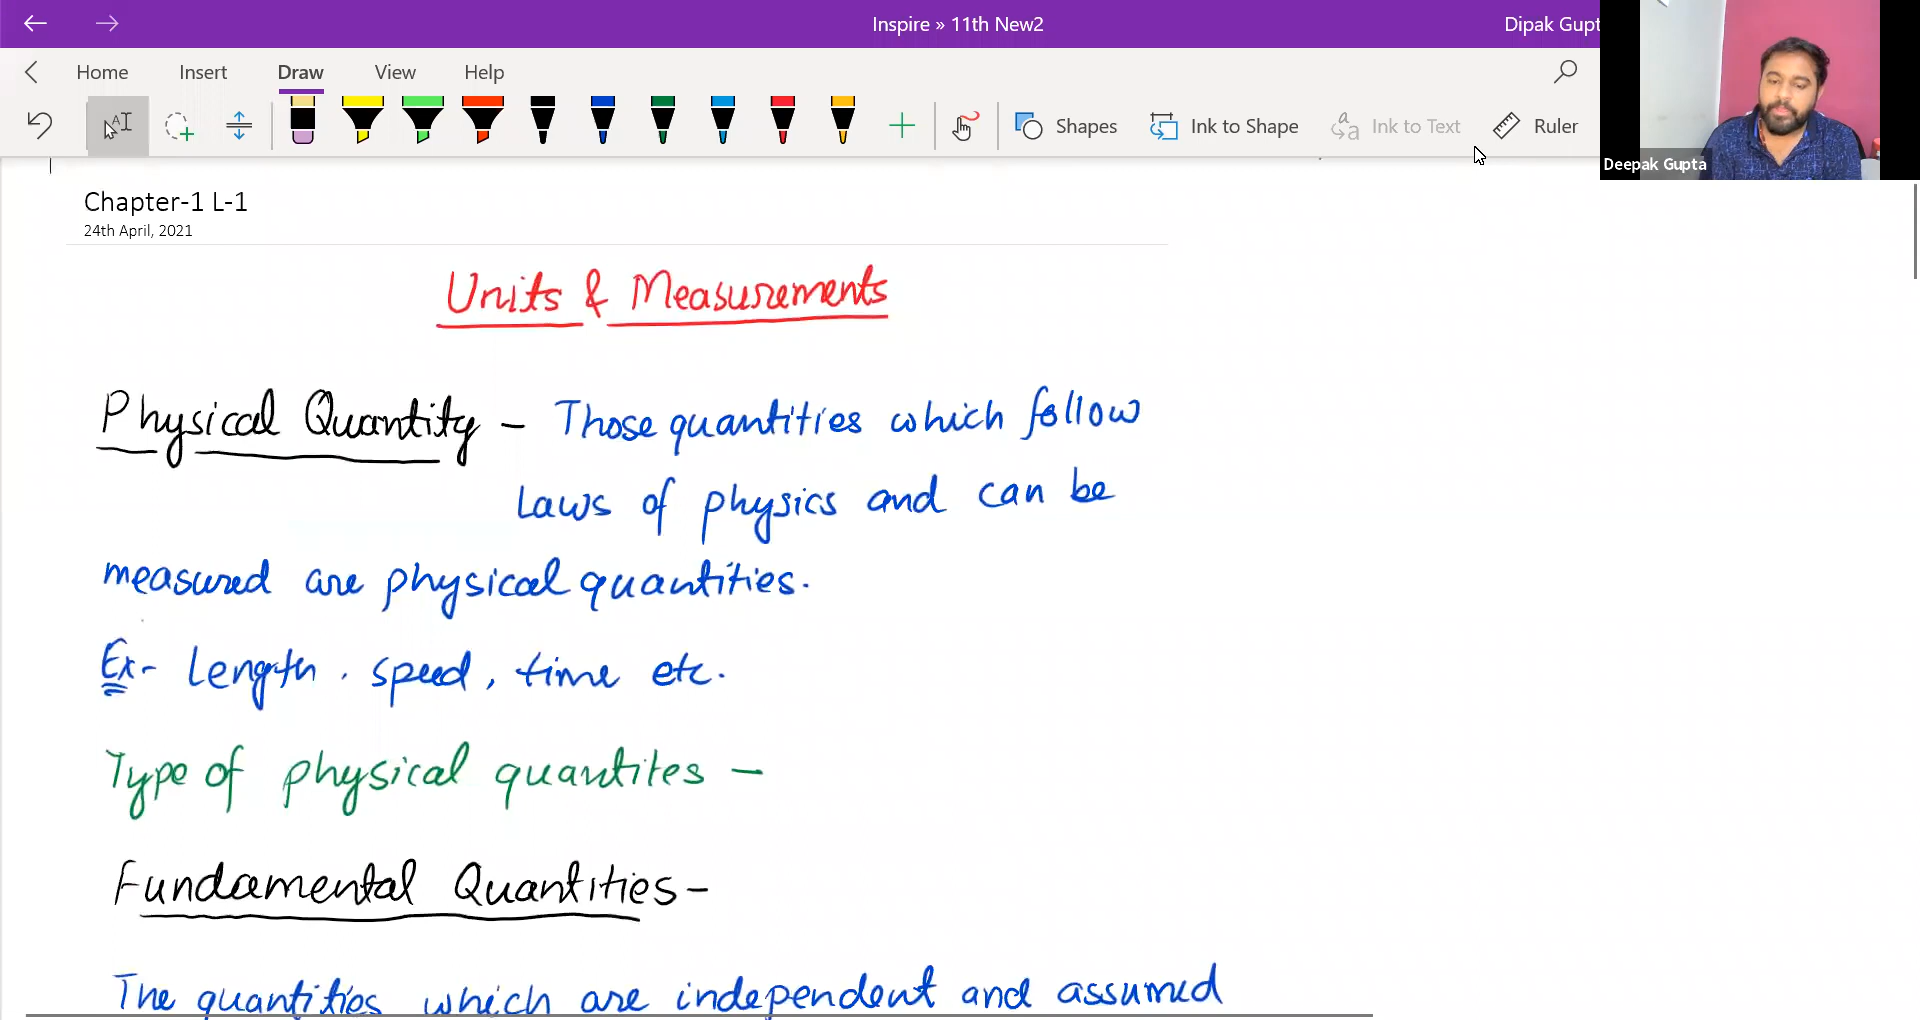 Inspire » 11th New2
Dipak Gupt
Home Insert Draw View Help
Shapes Ink to Shape Ink to Text Ruler
Deepak Gupta
Chapter-1 L-1
24th April, 2021
Units & Measurements
Physical Quantity - Those quantities which follow
Laws of physics and can be
measured are physical quantities.
Ex- Length, speed, time etc.
Type of physical quantites -
Fundamental Quantities-
The quantities which are independent and assumed